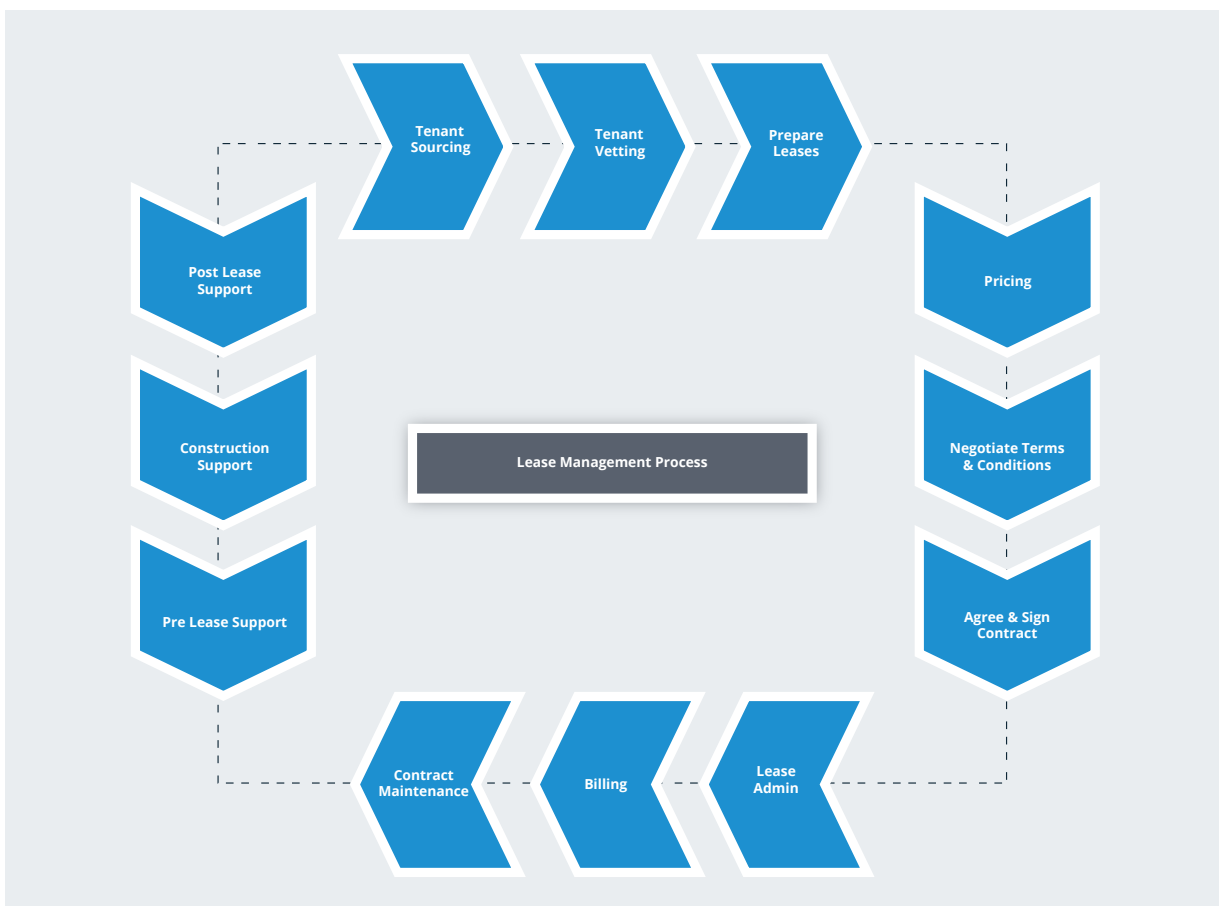 Tenant
Sourcing
Tenant
Vetting
Prepare
Leases
Post Lease
Support
Pricing
Construction
Support
Lease Management Process
Negotiate Terms
& Conditions
Pre Lease Support
Agree & Sign
Contract
Contract
Maintenance
Billing
Lease
Admin